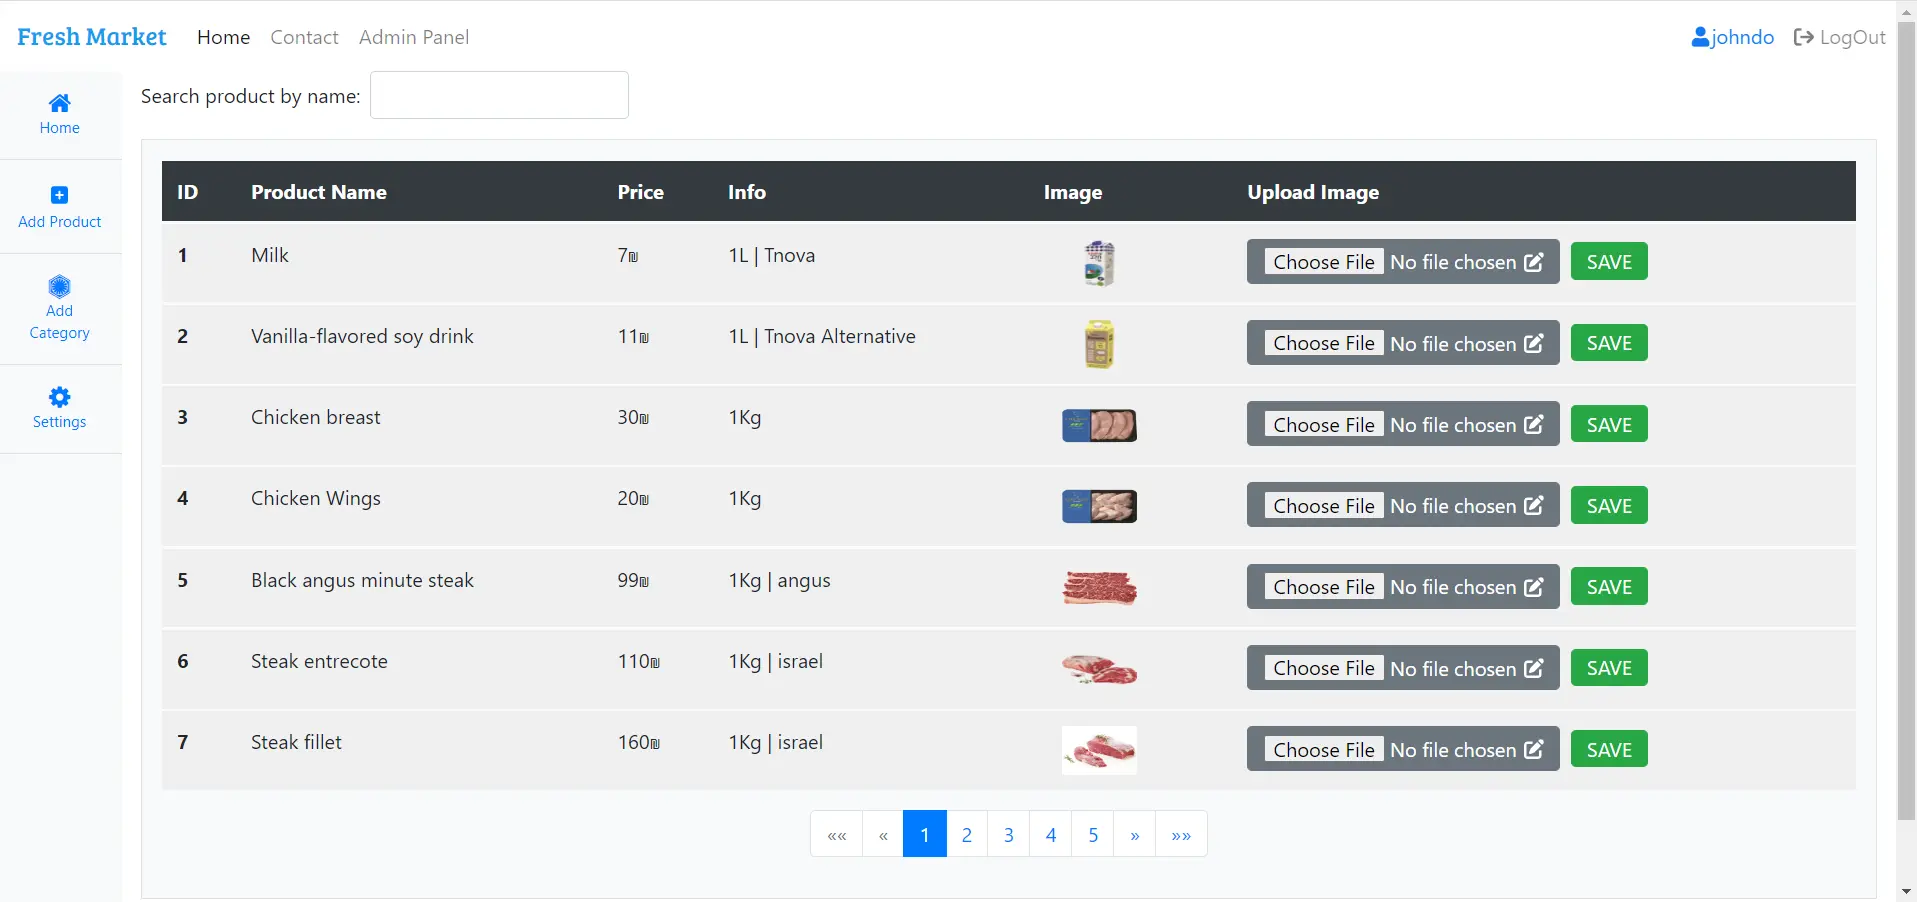 Fresh Market Home Contact Admin Panel johndo LogOut
Home
Add Product
Add
Category
Settings
Search product by name:
ID Product Name Price Info Image Upload Image
1 Milk 7₪ 1L | Tnova Choose File No file chosen SAVE
2 Vanilla-flavored soy drink 11₪ 1L | Tnova Alternative Choose File No file chosen SAVE
3 Chicken breast 30₪ 1Kg Choose File No file chosen SAVE
4 Chicken Wings 20₪ 1Kg Choose File No file chosen SAVE
5 Black angus minute steak 99₪ 1Kg | angus Choose File No file chosen SAVE
6 Steak entrecote 110₪ 1Kg | israel Choose File No file chosen SAVE
7 Steak fillet 160₪ 1Kg | israel Choose File No file chosen SAVE
«« « 1 2 3 4 5 » »»